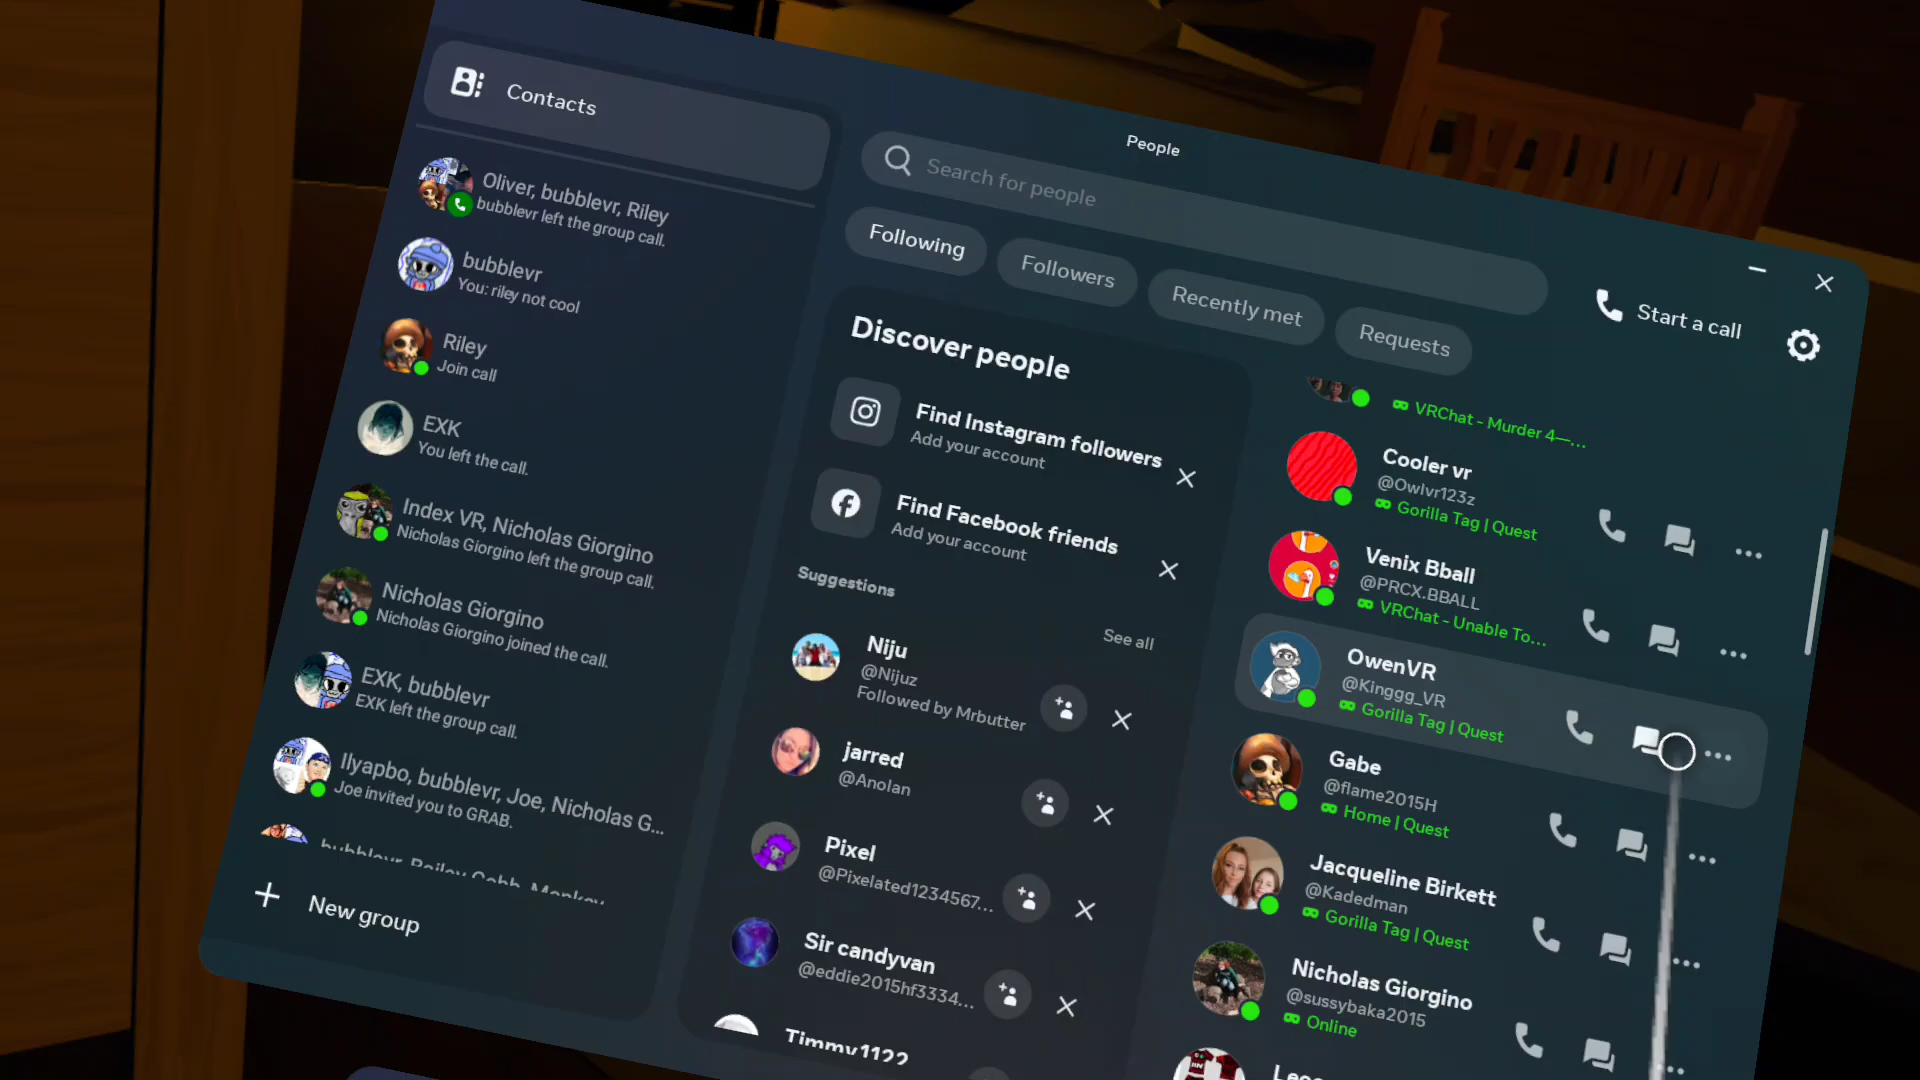 Contacts
Oliver, bubblevr, Riley
bubblevr left the group call.
bubblevr
You: riley not cool
Riley
Join call
EXK
You left the call.
Index VR, Nicholas Giorgino
Nicholas Giorgino left the group call.
Nicholas Giorgino
Nicholas Giorgino joined the call.
EXK, bubblevr
EXK left the group call.
Ilyapbo, bubblevr, Joe, Nicholas G...
Joe invited you to GRAB.
New group
People
Search for people
Following
Followers
Recently met
Requests
Start a call
Discover people
Find Instagram followers
Add your account
Find Facebook friends
Add your account
Suggestions
See all
Niju
@Nijuz
Followed by Mrbutter
jarred
@Anolan
Pixel
@Pixelated1234567...
Sir candyvan
@eddie2015hf3334...
Timmy1122
VRChat - Murder 4—...
Cooler vr
@Owlvr123z
Gorilla Tag | Quest
Venix Bball
@PRCX.BBALL
VRChat - Unable To...
OwenVR
@Kinggg_VR
Gorilla Tag | Quest
Gabe
@flame2015H
Home | Quest
Jacqueline Birkett
@Kadedman
Gorilla Tag | Quest
Nicholas Giorgino
@sussybaka2015
Online